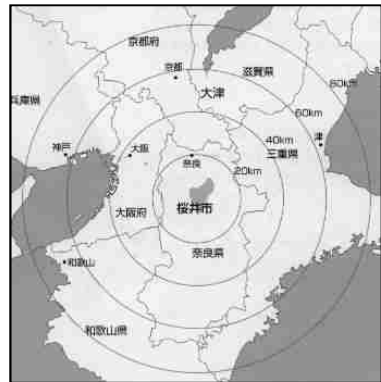 京都府
京都
滋賀県
80km
大津
兵庫県
60km
40km
津
神戸
大阪
奈良
三重県
20km
桜井市
大阪府
奈良県
和歌山
和歌山県